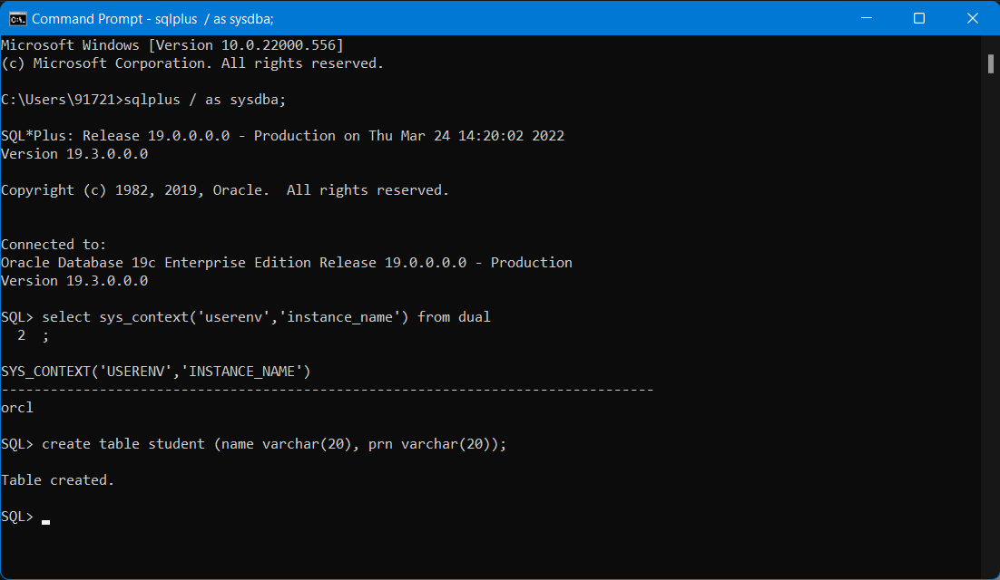 Command Prompt - sqlplus / as sysdba;
Microsoft Windows [Version 10.0.22000.556]
(c) Microsoft Corporation. All rights reserved.
C:\Users\91721>sqlplus / as sysdba;
SQL*Plus: Release 19.0.0.0.0 - Production on Thu Mar 24 14:20:02 2022
Version 19.3.0.0.0
Copyright (c) 1982, 2019, Oracle.  All rights reserved.
Connected to:
Oracle Database 19c Enterprise Edition Release 19.0.0.0.0 - Production
Version 19.3.0.0.0
SQL> select sys_context('userenv','instance_name') from dual
  2  ;
SYS_CONTEXT('USERENV','INSTANCE_NAME')
--------------------------------------------------------------------------------
orcl
SQL> create table student (name varchar(20), prn varchar(20));
Table created.
SQL>